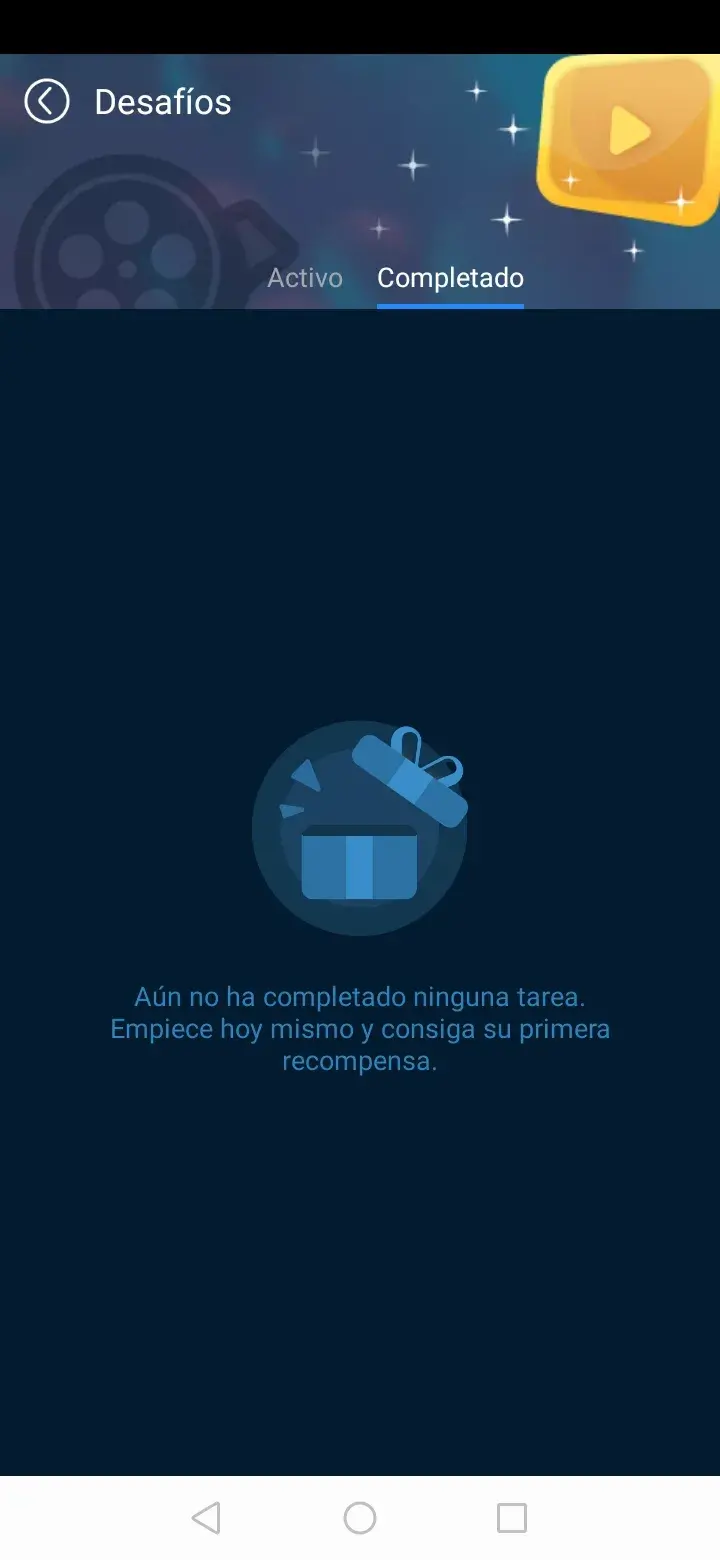 Desafíos
Activo
Completado
Aún no ha completado ninguna tarea.
Empiece hoy mismo y consiga su primera
recompensa.